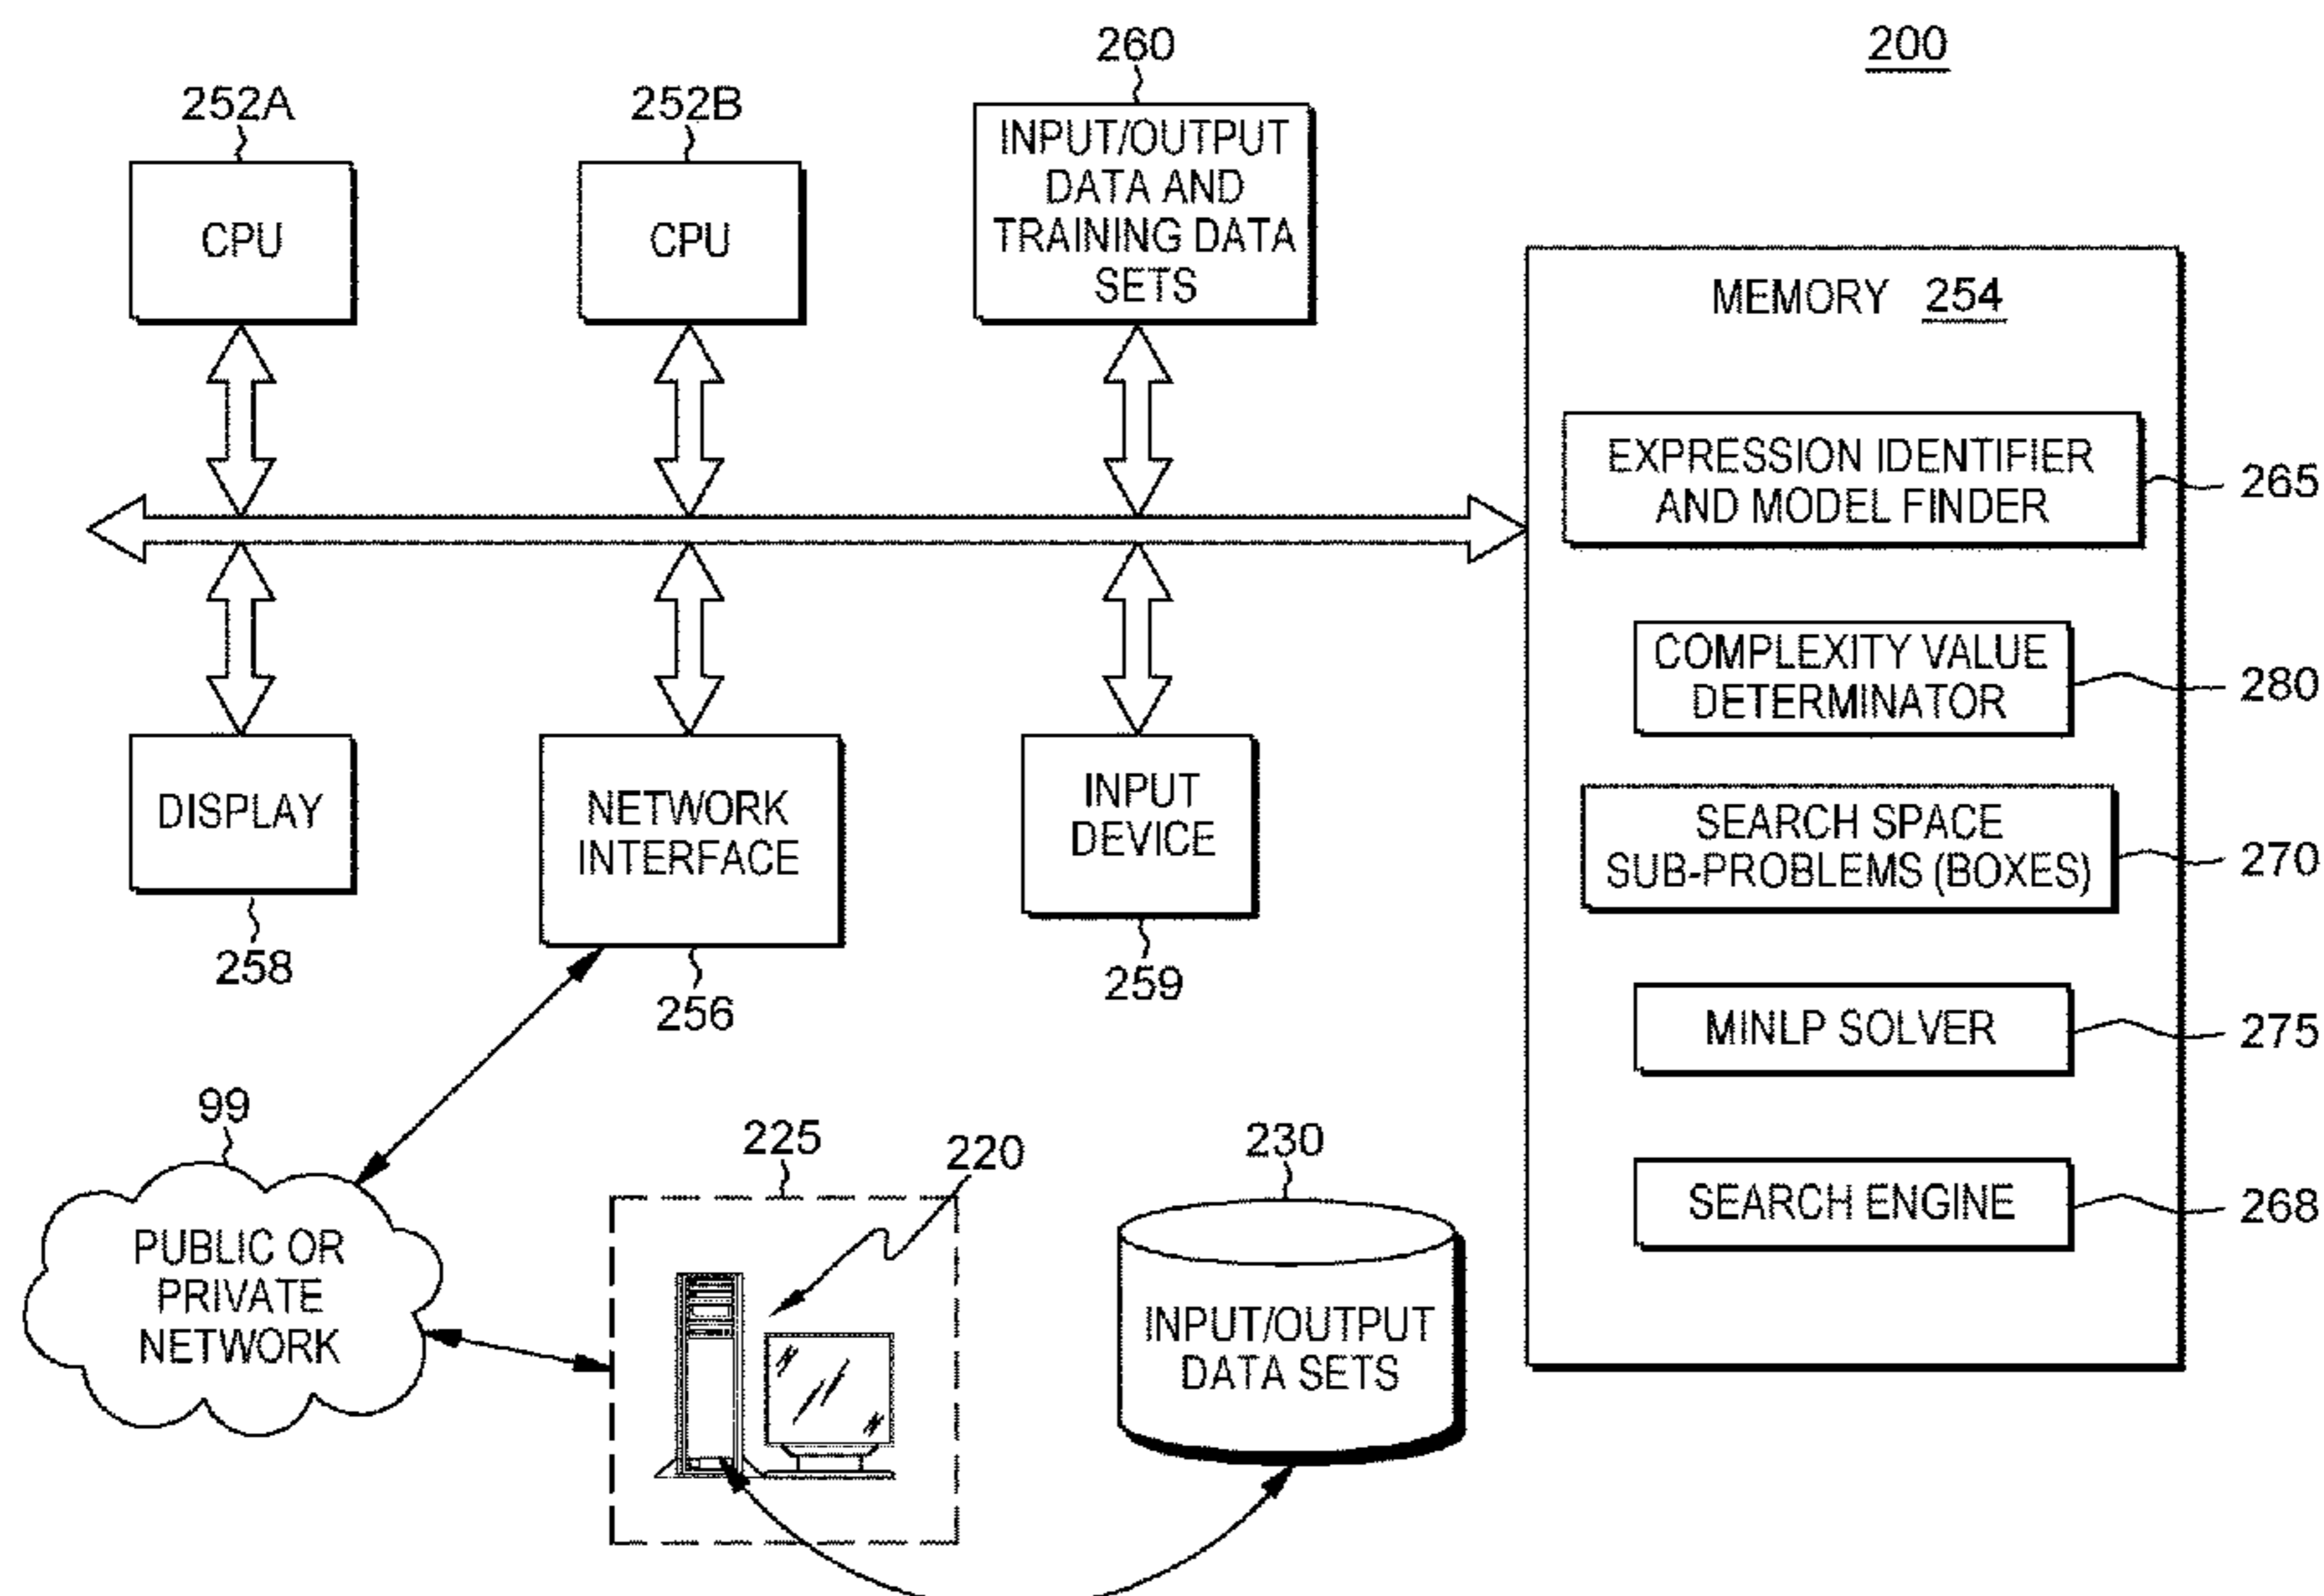 200
260
252A
252B
CPU
CPU
INPUT/OUTPUT
DATA AND
TRAINING DATA
SETS
MEMORY 254
EXPRESSION IDENTIFIER
AND MODEL FINDER
265
COMPLEXITY VALUE
DETERMINATOR
280
SEARCH SPACE
SUB-PROBLEMS (BOXES)
270
MINLP SOLVER
275
SEARCH ENGINE
268
DISPLAY
258
NETWORK
INTERFACE
256
INPUT
DEVICE
259
99
PUBLIC OR
PRIVATE
NETWORK
225
220
230
INPUT/OUTPUT
DATA SETS